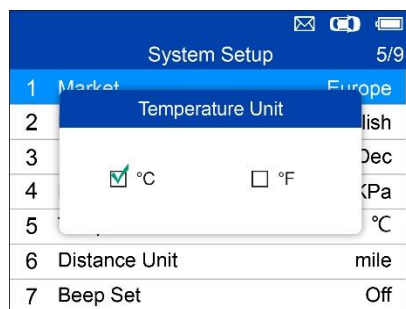 System Setup 5/9
1 Market Europe
Temperature Unit
2 lish
3 Dec
°C °F
4 KPa
5 °C
6 Distance Unit mile
7 Beep Set Off